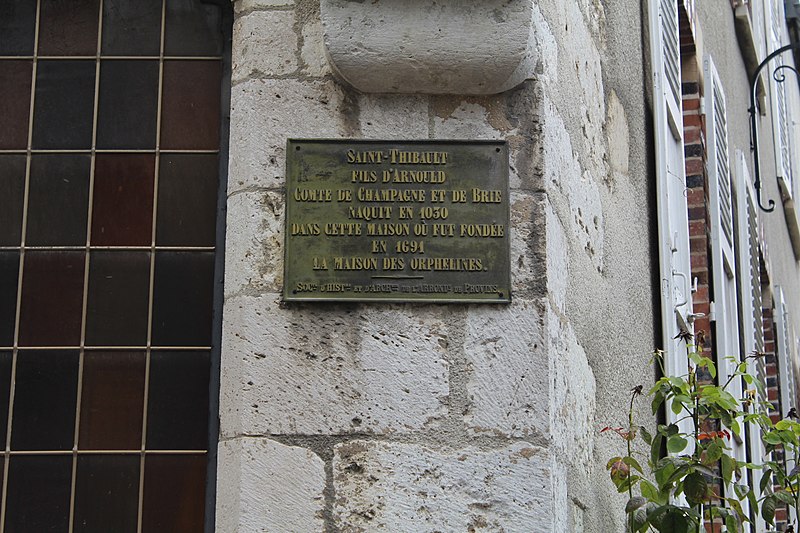 SAINT-THIBAULT
FILS D'ARNOULD
COMTE DE CHAMPAGNE ET DE BRIE
NAQUIT EN 1030
DANS CETTE MAISON OÙ FUT FONDÉE
EN 1691
LA MAISON DES ORPHELINES.
SOC. D'HIST. ET D'ARCH. DE L'ARROND. DE PROVINS.